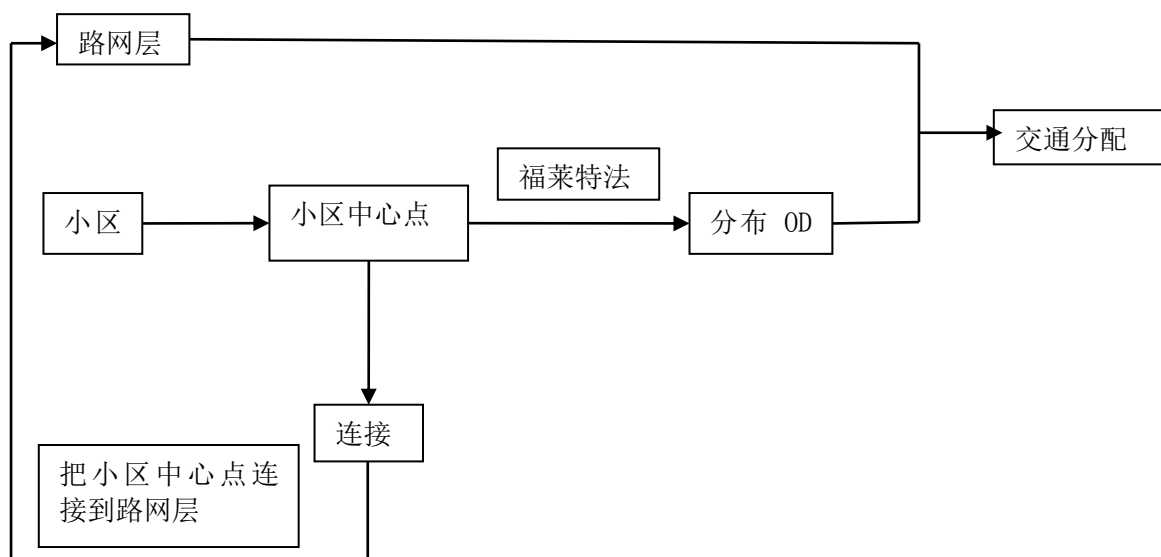 路网层
交通分配
福莱特法
小区
小区中心点
分布 OD
连接
把小区中心点连
接到路网层